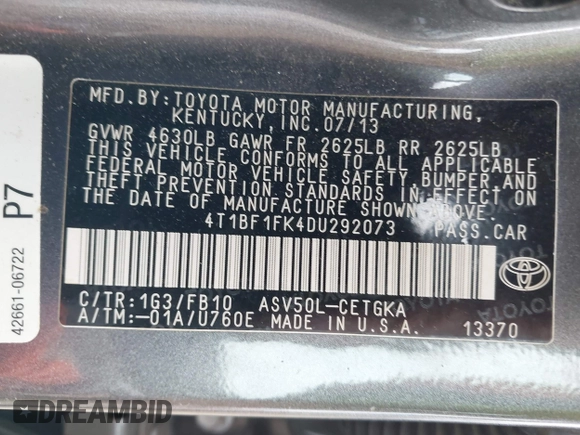 MFD.BY:TOYOTA MOTOR MANUFACTURING,
KENTUCKY,INC.07/13
GVWR 4630LB GAWR FR 2625LB RR 2625LB
THIS VEHICLE CONFORMS TO ALL APPLICABLE
FEDERAL MOTOR VEHICLE SAFETY, BUMPER, AND
THEFT PREVENTION STANDARDS IN EFFECT ON
THE DATE OF MANUFACTURE SHOWN ABOVE.
4T1BF1FK4DU292073 PASS.CAR
C/TR:1G3/FB10 ASV50L-CETGKA
A/TM:-01A/U760E MADE IN U.S.A. 13370
TOYOTA
P7
42661-06722
DREAMBID